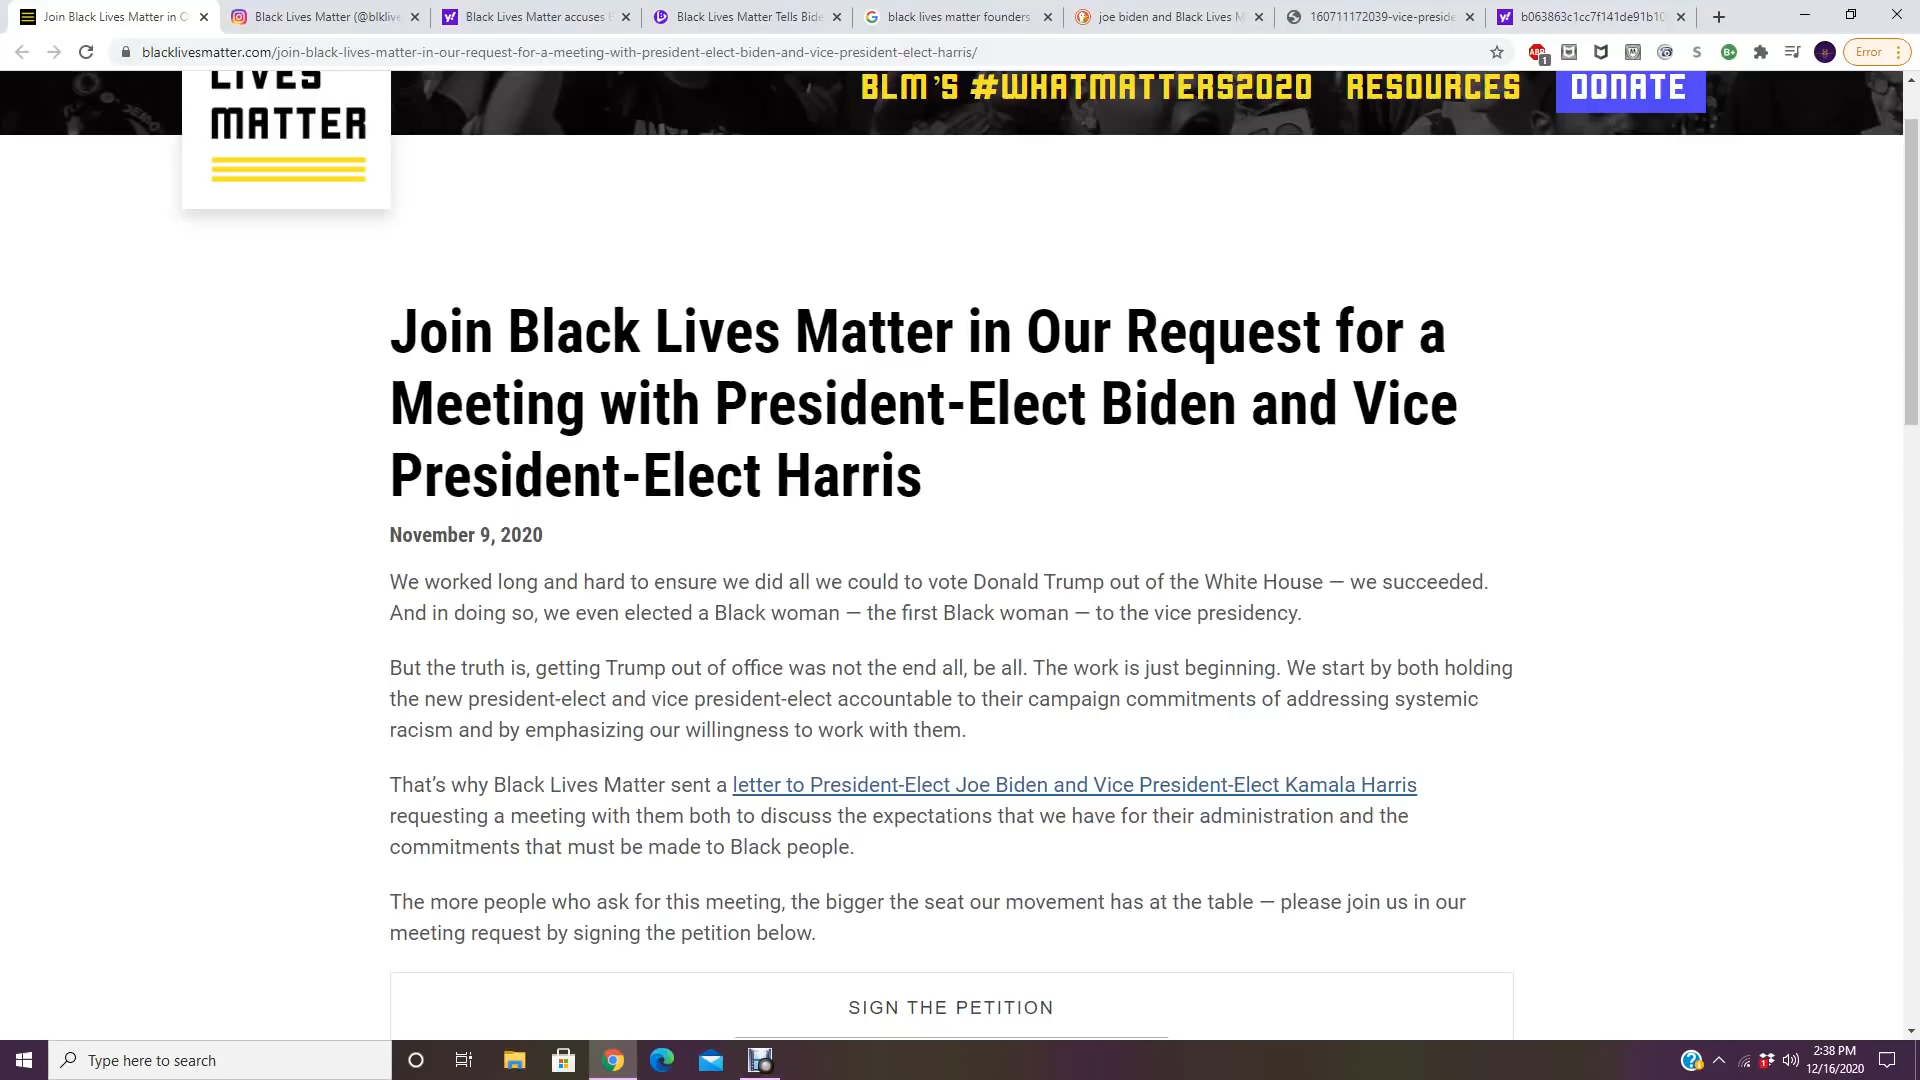 Join Black Lives Matter in O
Black Lives Matter (@blklive
Black Lives Matter accuses
Black Lives Matter Tells Bide
black lives matter founders
joe biden and Black Lives M
160711172039-vice-preside
b063863c1cc7f141de91b10
blacklivesmatter.com/join-black-lives-matter-in-our-request-for-a-meeting-with-president-elect-biden-and-vice-president-elect-harris/
ABP
1
S
B+
Error
LIVES
MATTER
BLM'S #WHATMATTERS2020
RESOURCES
DONATE
Join Black Lives Matter in Our Request for a
Meeting with President-Elect Biden and Vice
President-Elect Harris
November 9, 2020
We worked long and hard to ensure we did all we could to vote Donald Trump out of the White House — we succeeded.
And in doing so, we even elected a Black woman — the first Black woman — to the vice presidency.
But the truth is, getting Trump out of office was not the end all, be all. The work is just beginning. We start by both holding
the new president-elect and vice president-elect accountable to their campaign commitments of addressing systemic
racism and by emphasizing our willingness to work with them.
That's why Black Lives Matter sent a letter to President-Elect Joe Biden and Vice President-Elect Kamala Harris
requesting a meeting with them both to discuss the expectations that we have for their administration and the
commitments that must be made to Black people.
The more people who ask for this meeting, the bigger the seat our movement has at the table — please join us in our
meeting request by signing the petition below.
SIGN THE PETITION
Type here to search
2:38 PM
12/16/2020